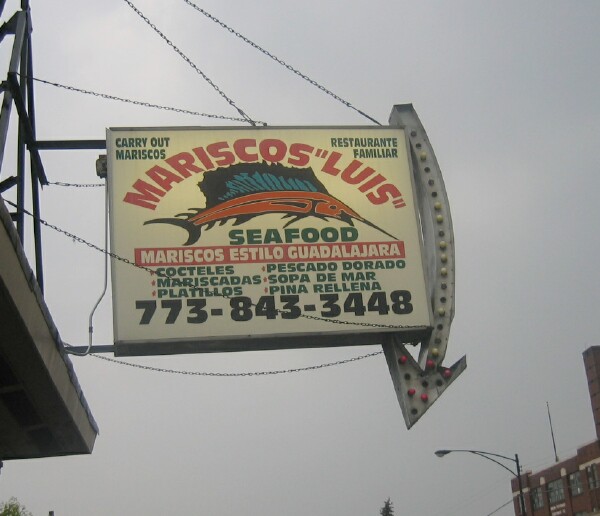 CARRY OUT
MARISCOS
RESTAURANTE
FAMILIAR
MARISCOS "LUIS"
SEAFOOD
MARISCOS ESTILO GUADALAJARA
COCTELES
MARISCADAS
PLATILLOS
PESCADO DORADO
SOPA DE MAR
PINA RELLENA
773-843-3448